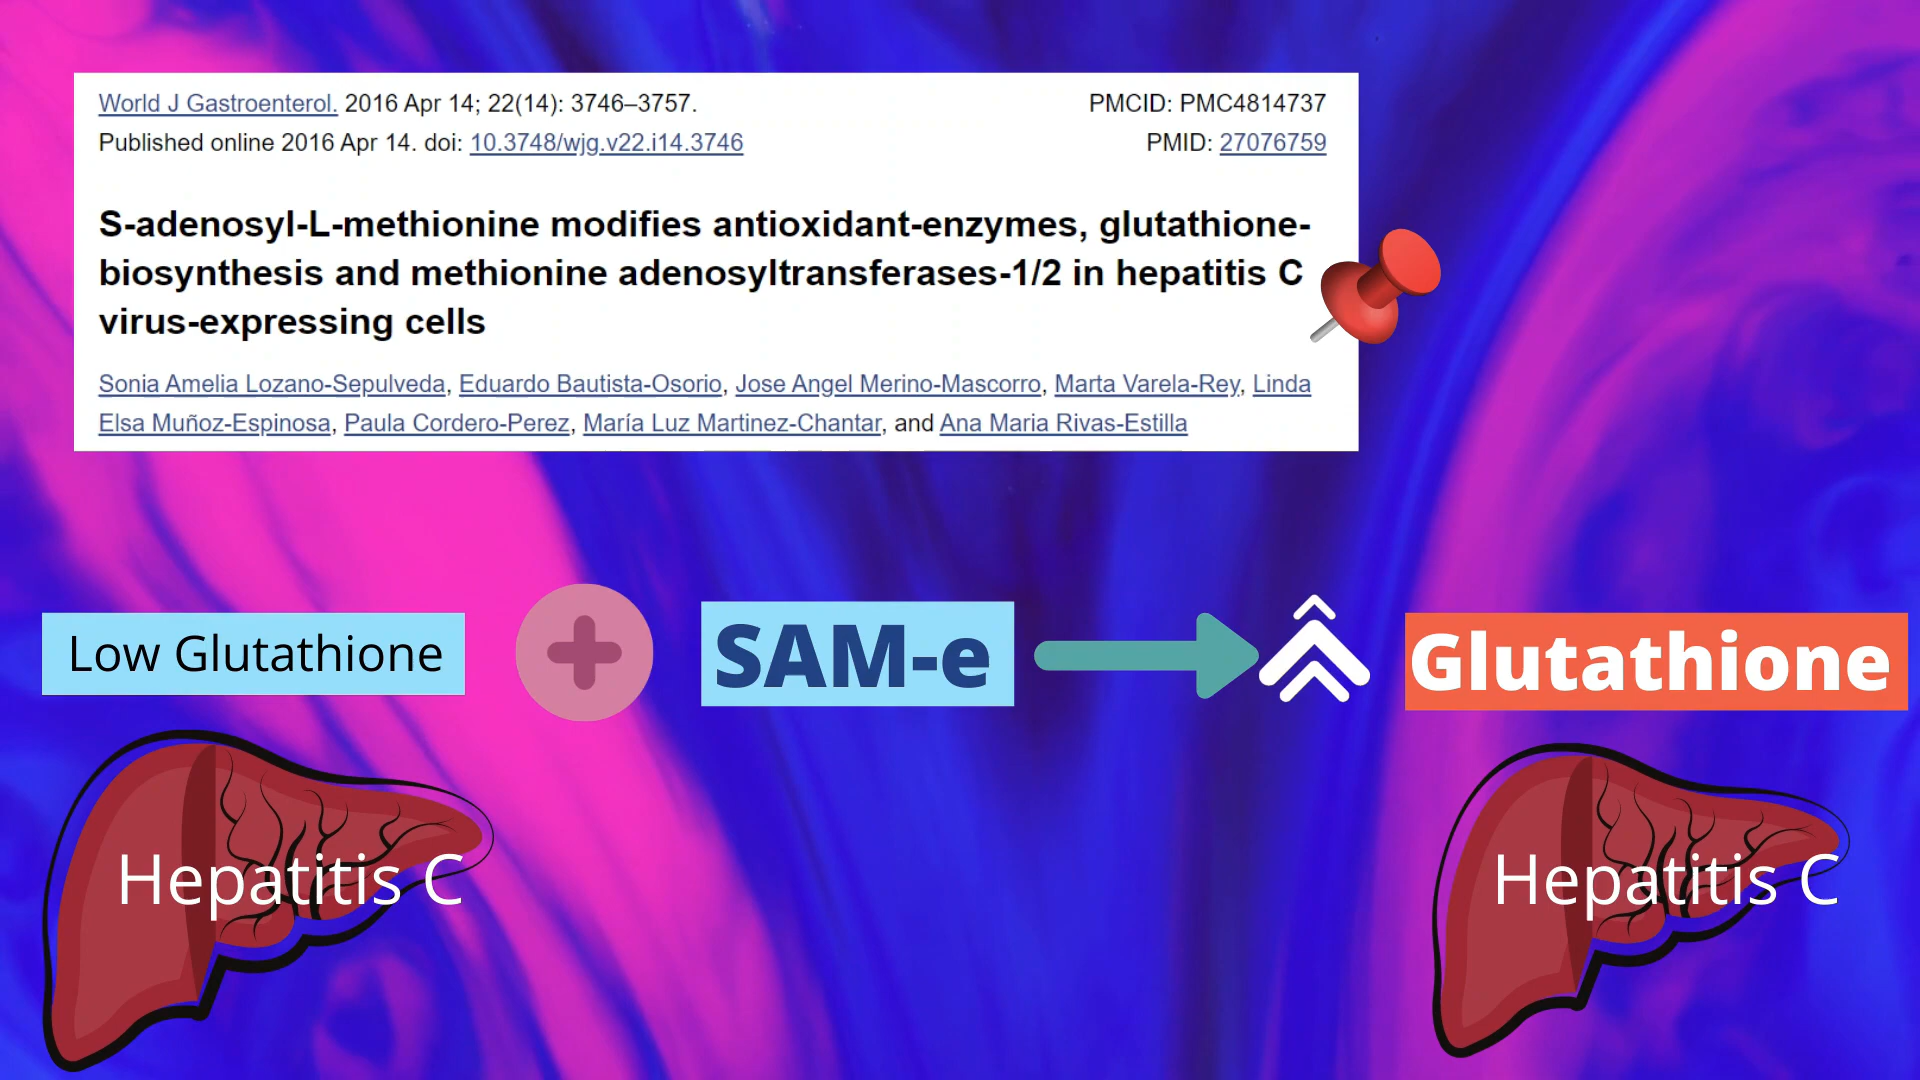 World J Gastroenterol. 2016 Apr 14; 22(14): 3746–3757. PMCID: PMC4814737
Published online 2016 Apr 14. doi: 10.3748/wjg.v22.i14.3746 PMID: 27076759
S-adenosyl-L-methionine modifies antioxidant-enzymes, glutathione-
biosynthesis and methionine adenosyltransferases-1/2 in hepatitis C
virus-expressing cells
Sonia Amelia Lozano-Sepulveda, Eduardo Bautista-Osorio, Jose Angel Merino-Mascorro, Marta Varela-Rey, Linda
Elsa Muñoz-Espinosa, Paula Cordero-Perez, María Luz Martinez-Chantar, and Ana Maria Rivas-Estilla
Low Glutathione
SAM-e
Glutathione
Hepatitis C
Hepatitis C